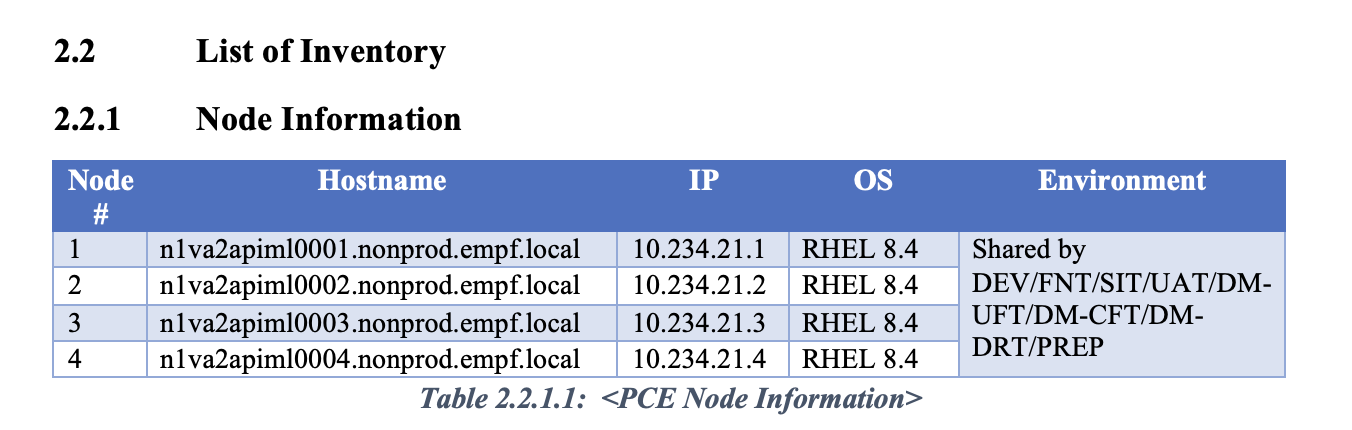 2.2 List of Inventory
2.2.1 Node Information
Node # Hostname IP OS Environment
1 n1va2apiml0001.nonprod.empf.local 10.234.21.1 RHEL 8.4 Shared by
2 n1va2apiml0002.nonprod.empf.local 10.234.21.2 RHEL 8.4 DEV/FNT/SIT/UAT/DM-
3 n1va2apiml0003.nonprod.empf.local 10.234.21.3 RHEL 8.4 UFT/DM-CFT/DM-
4 n1va2apiml0004.nonprod.empf.local 10.234.21.4 RHEL 8.4 DRT/PREP
Table 2.2.1.1: <PCE Node Information>